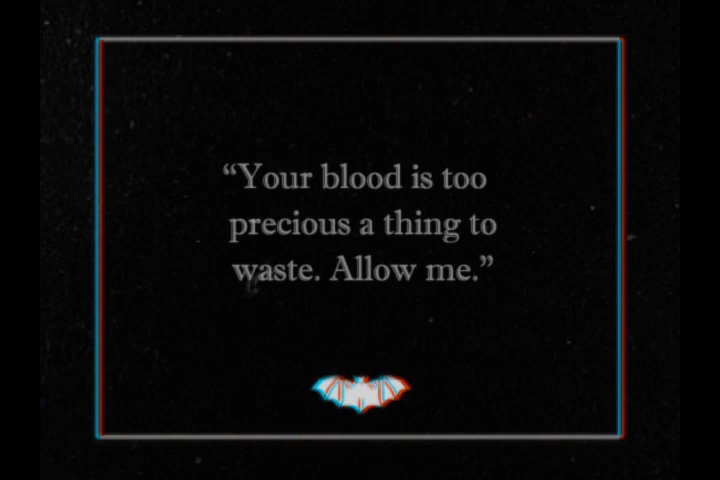 “Your blood is too
precious a thing to
waste. Allow me.”